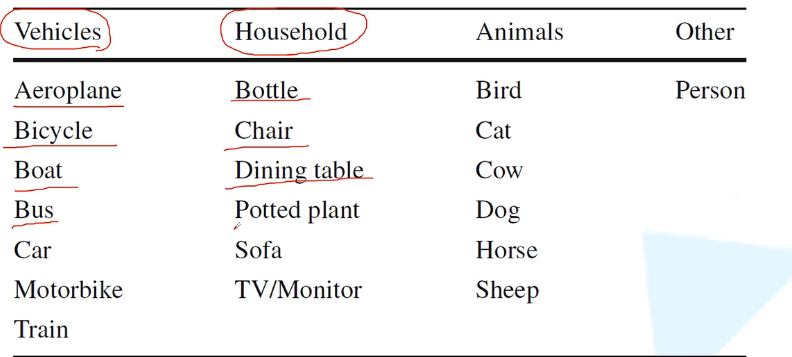 Vehicles Household Animals Other
Aeroplane Bottle Bird Person
Bicycle Chair Cat
Boat Dining table Cow
Bus Potted plant Dog
Car Sofa Horse
Motorbike TV/Monitor Sheep
Train